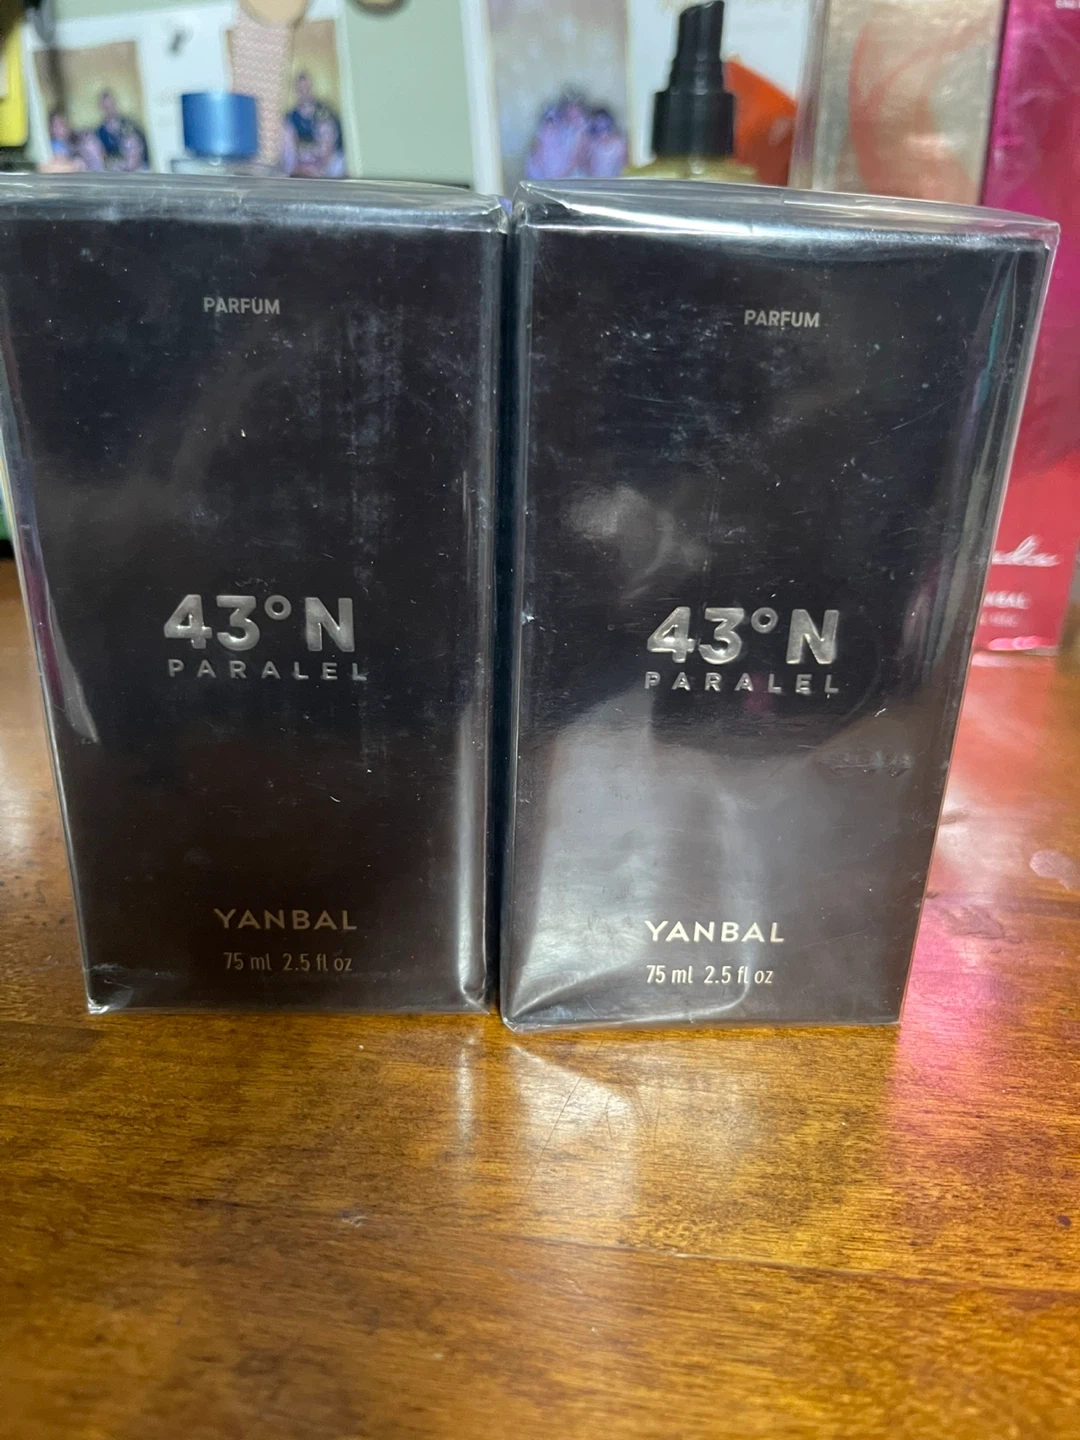 PARFUM
43°N
PARALEL
YANBAL
75 ml 2.5 fl oz
PARFUM
43°N
PARALEL
YANBAL
75 ml 2.5 fl oz